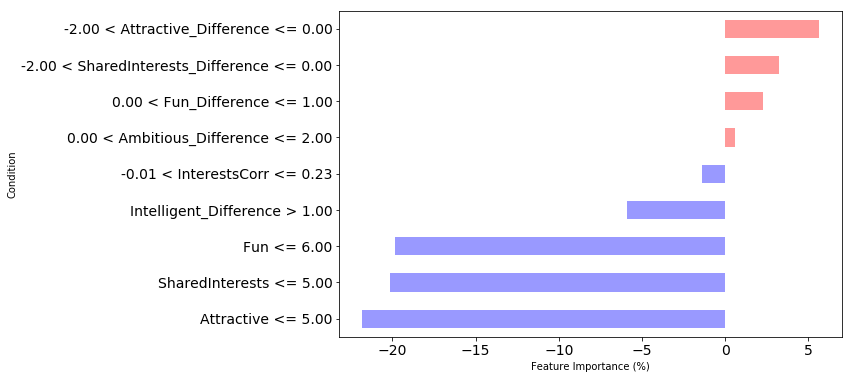 -2.00 < Attractive_Difference <= 0.00
-2.00 < SharedInterests_Difference <= 0.00
0.00 < Fun_Difference <= 1.00
0.00 < Ambitious_Difference <= 2.00
-0.01 < InterestsCorr <= 0.23
Intelligent_Difference > 1.00
Fun <= 6.00
SharedInterests <= 5.00
Attractive <= 5.00
Condition
−20 −15 −10 −5 0 5
Feature Importance (%)